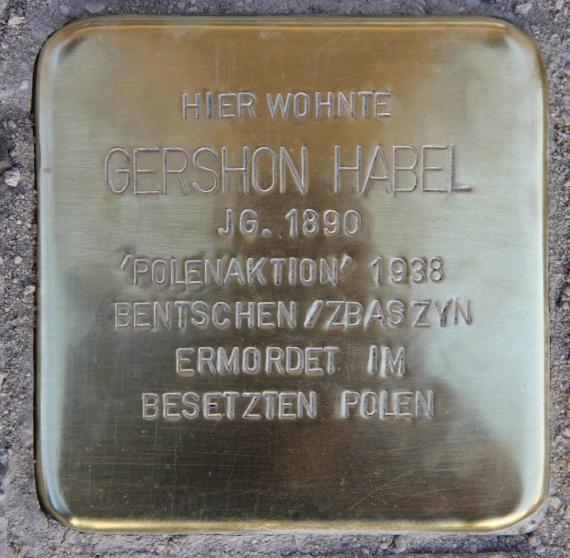 HIER WOHNTE
GERSHON HABEL
JG. 1890
'POLENAKTION' 1938
BENTSCHEN/ZBASZYN
ERMORDET IM
BESETZTEN POLEN